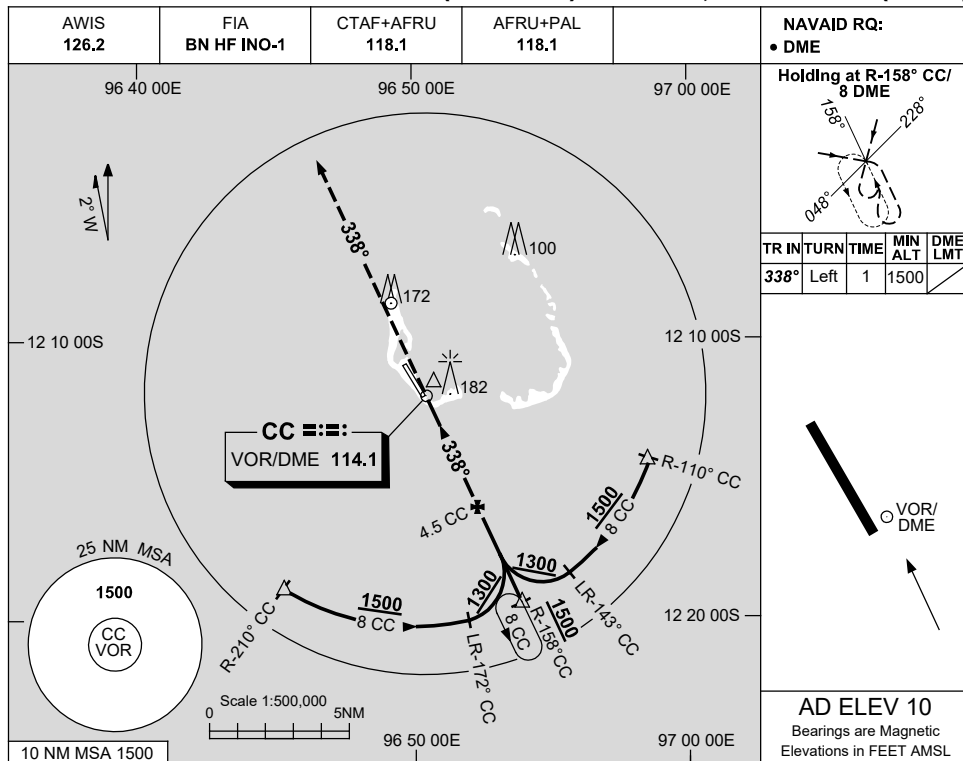 AWIS
126.2
FIA
BN HF INO-1
CTAF+AFRU
118.1
AFRU+PAL
118.1
NAVAID RQ:
• DME
96 40 00E
96 50 00E
97 00 00E
Holding at R-158° CC/
8 DME
158°
228°
048°
TR IN TURN TIME MIN ALT DME LMT
338° Left 1 1500
2° W
338°
100
172
12 10 00S
12 10 00S
182
CC
VOR/DME 114.1
338°
R-110° CC
4.5 CC
1500
8 CC
VOR/
DME
25 NM MSA
1500
CC
VOR
1300
1300
1500
8 CC
8 CC
R-158°CC
1500
LR-143° CC
12 20 00S
R-210° CC
LR-172° CC
Scale 1:500,000
0 5NM
10 NM MSA 1500
96 50 00E
97 00 00E
AD ELEV 10
Bearings are Magnetic
Elevations in FEET AMSL